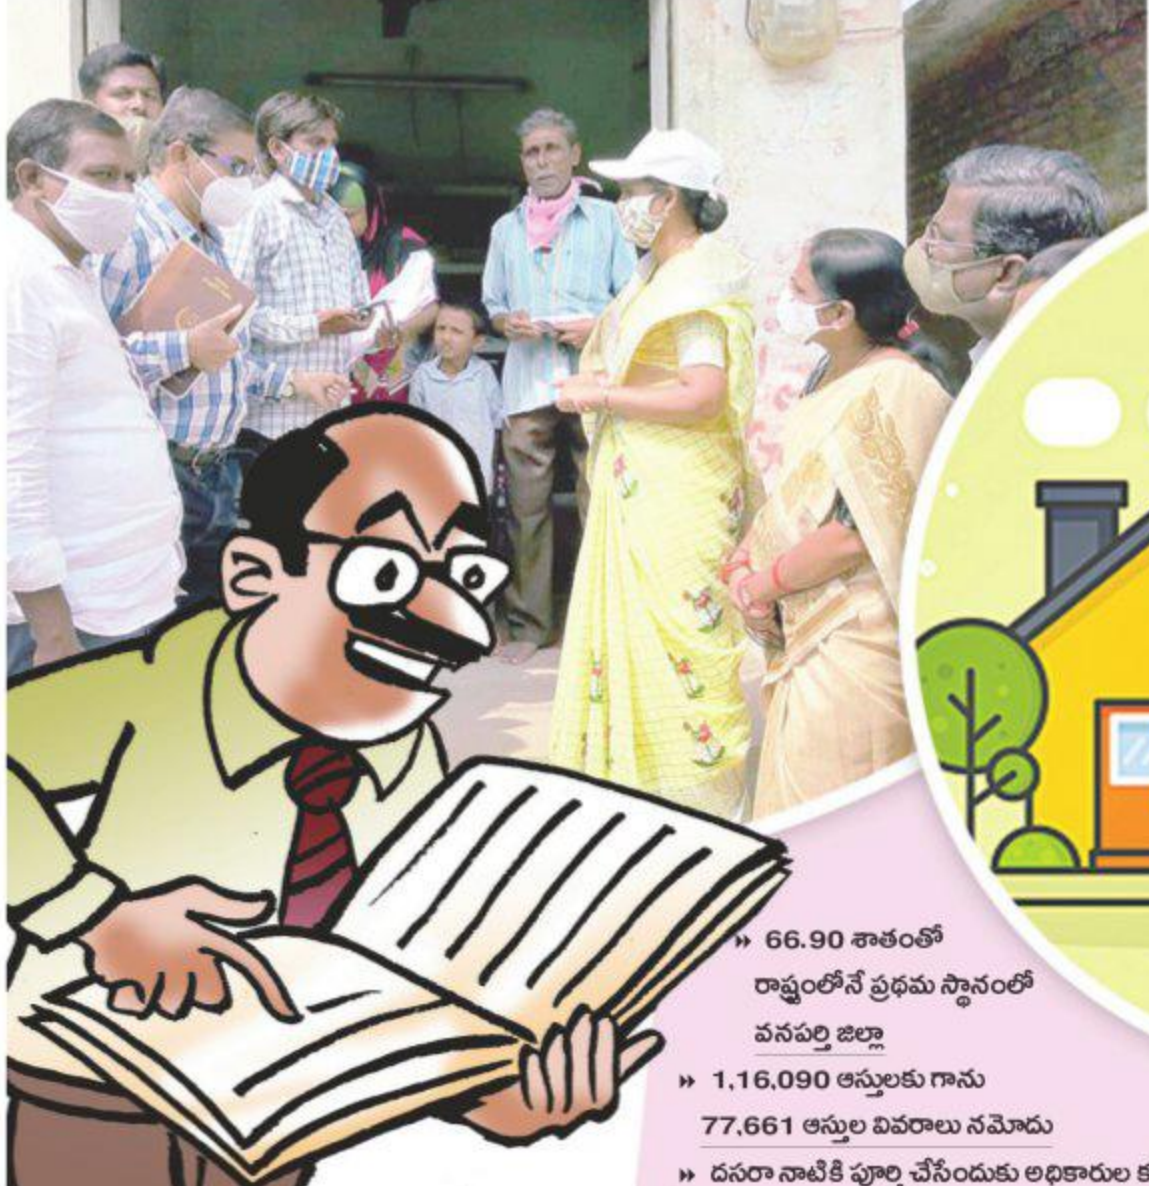 » 66.90 శాతంతో
రాష్ట్రంలోనే ప్రథమ స్థానంలో
వనపర్తి జిల్లా
» 1,16,090 ఆస్తులకు గాను
77,661 ఆస్తుల వివరాలు నమోదు
» దసరా నాటికి పూర్తి చేసేందుకు అధికారుల